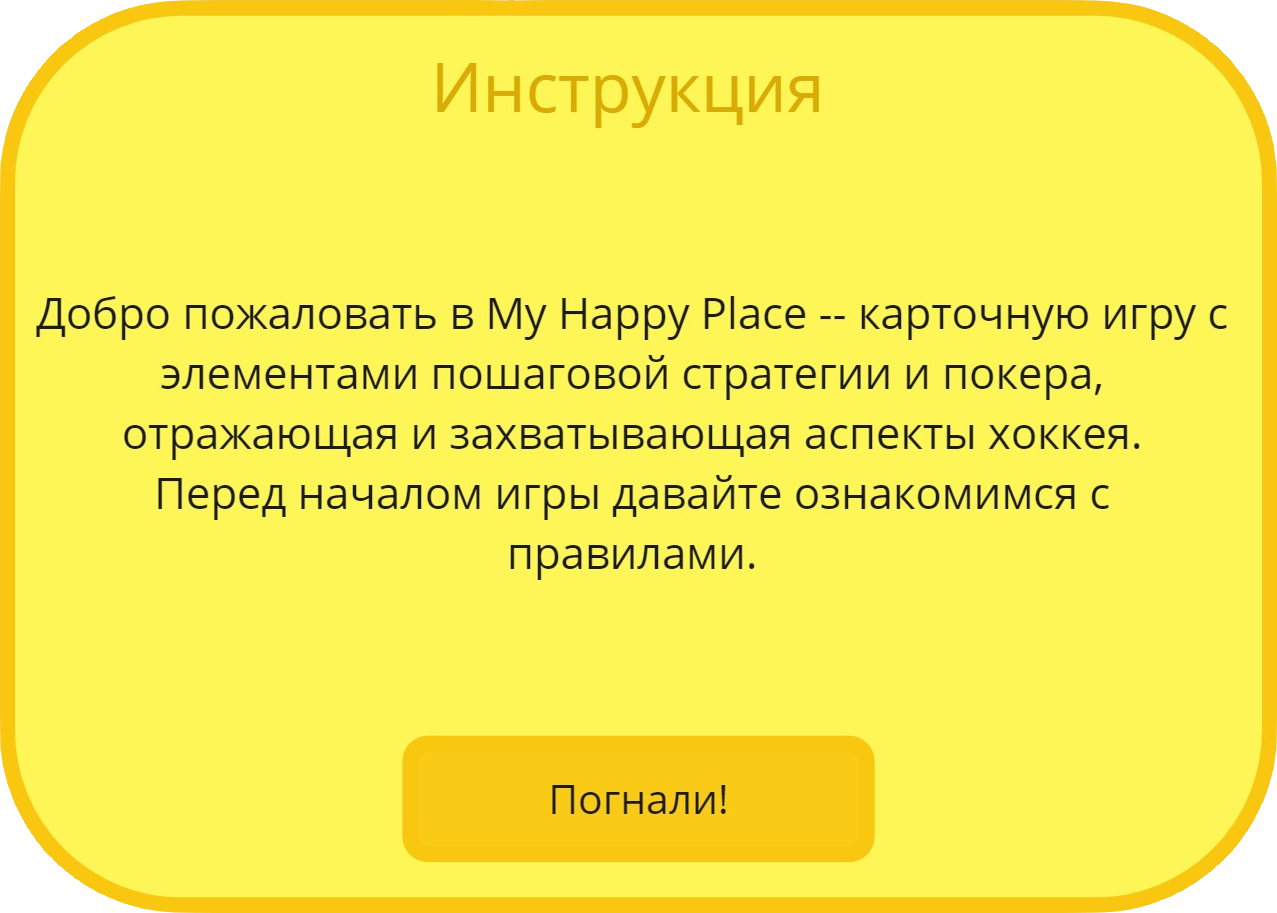 Инструкция
Добро пожаловать в My Happy Place -- карточную игру с
элементами пошаговой стратегии и покера,
отражающая и захватывающая аспекты хоккея.
Перед началом игры давайте ознакомимся с
правилами.
Погнали!